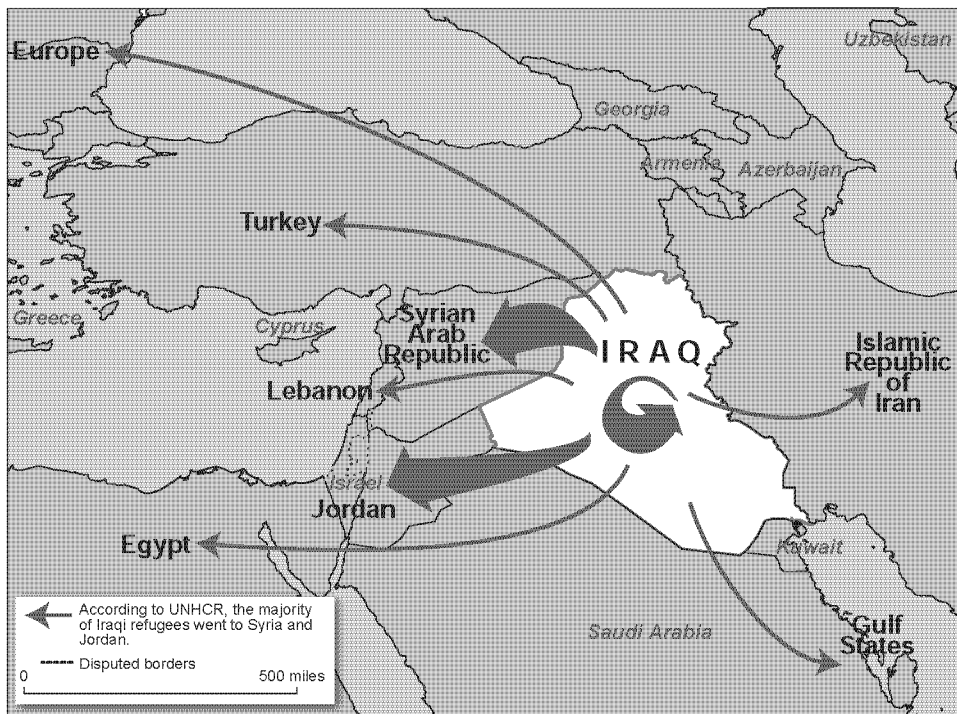 Europe
Uzbekistan
Georgia
Armenia
Azerbaijan
Turkey
Greece
Cyprus
Syrian
Arab
Republic
IRAQ
Islamic
Republic
of
Iran
Lebanon
Israel
Jordan
Egypt
Kuwait
Saudi Arabia
Gulf
States
According to UNHCR, the majority
of Iraqi refugees went to Syria and
Jordan.
Disputed borders
0 500 miles